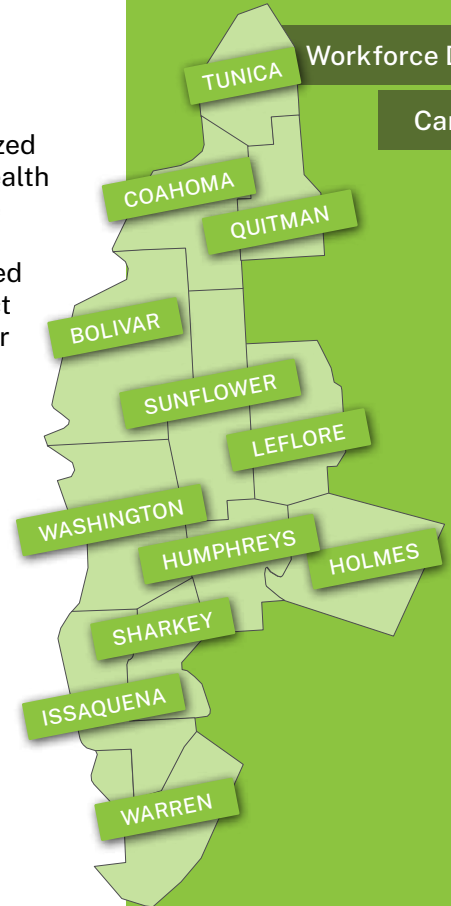 Workforce D
Car
zed
alth
ed
t
r
TUNICA
COAHOMA
QUITMAN
BOLIVAR
SUNFLOWER
LEFLORE
WASHINGTON
HUMPHREYS
HOLMES
SHARKEY
ISSAQUENA
WARREN